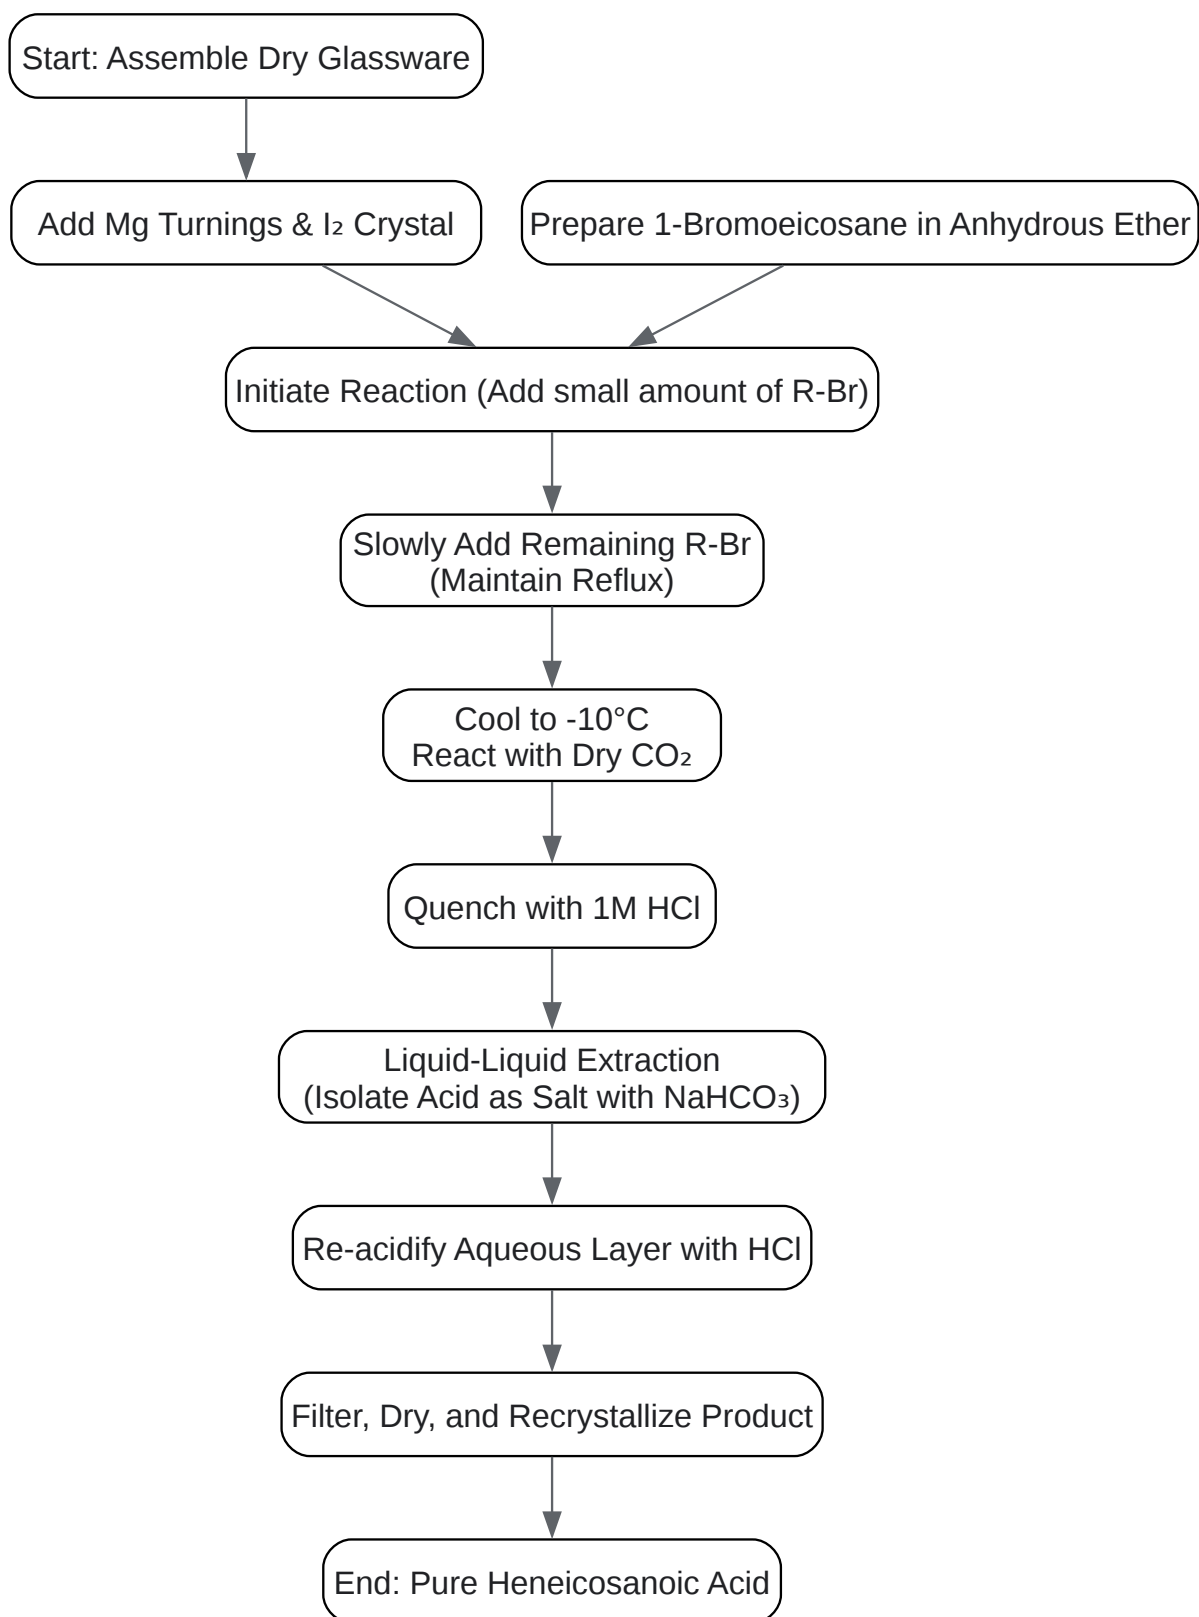 Start: Assemble Dry Glassware
Add Mg Turnings & I₂ Crystal
Prepare 1-Bromoeicosane in Anhydrous Ether
Initiate Reaction (Add small amount of R-Br)
Slowly Add Remaining R-Br
(Maintain Reflux)
Cool to -10°C
React with Dry CO₂
Quench with 1M HCl
Liquid-Liquid Extraction
(Isolate Acid as Salt with NaHCO₃)
Re-acidify Aqueous Layer with HCl
Filter, Dry, and Recrystallize Product
End: Pure Heneicosanoic Acid